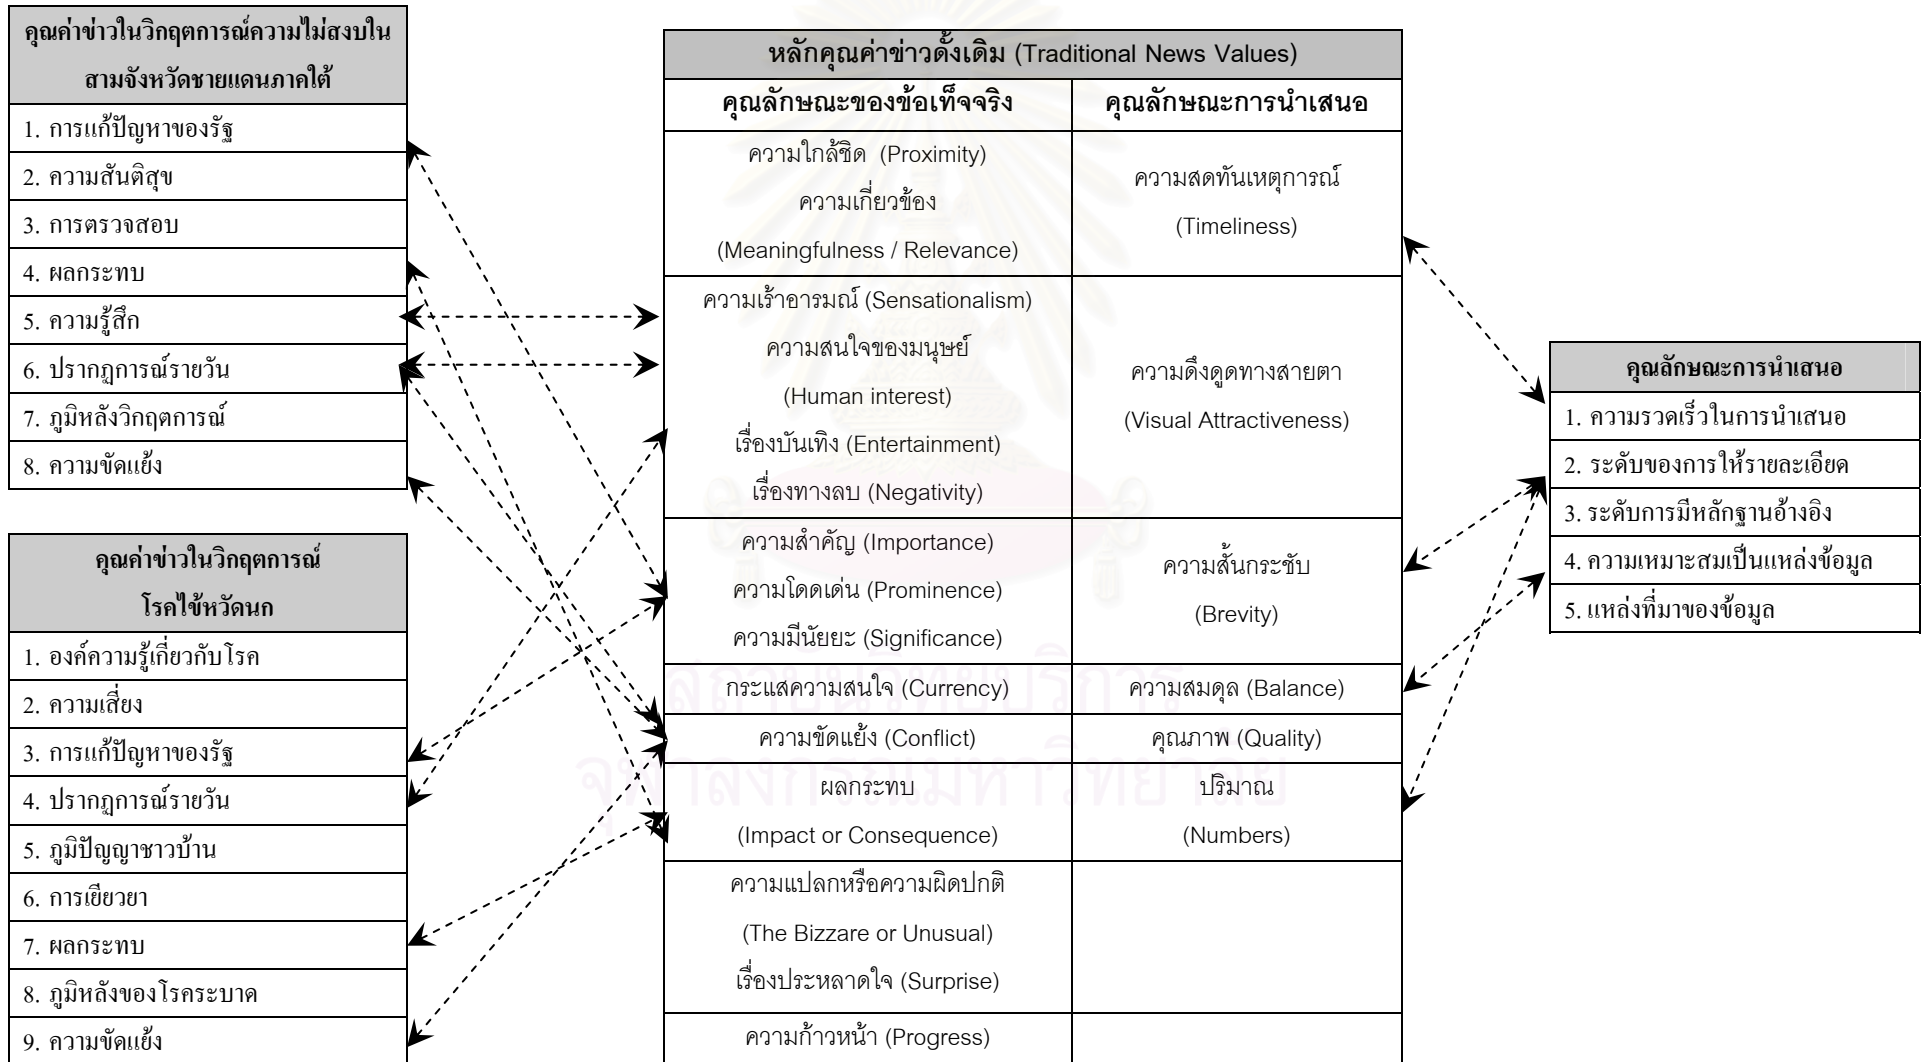 คุณค่าข่าวในวิกฤตการณ์ความไม่สงบใน
สามจังหวัดชายแดนภาคใต้
1. การแก้ปัญหาของรัฐ
2. ความสันติสุข
3. การตรวจสอบ
4. ผลกระทบ
5. ความรู้สึก
6. ปรากฏการณ์รายวัน
7. ภูมิหลังวิกฤตการณ์
8. ความขัดแย้ง
คุณค่าข่าวในวิกฤตการณ์
โรคไข้หวัดนก
1. องค์ความรู้เกี่ยวกับโรค
2. ความเสี่ยง
3. การแก้ปัญหาของรัฐ
4. ปรากฏการณ์รายวัน
5. ภูมิปัญญาชาวบ้าน
6. การเยียวยา
7. ผลกระทบ
8. ภูมิหลังของโรคระบาด
9. ความขัดแย้ง
หลักคุณค่าข่าวดั้งเดิม (Traditional News Values)
คุณลักษณะของข้อเท็จจริง
คุณลักษณะการนำเสนอ
ความใกล้ชิด (Proximity)
ความเกี่ยวข้อง
(Meaningfulness / Relevance)
ความสดทันเหตุการณ์
(Timeliness)
ความเร้าอารมณ์ (Sensationalism)
ความสนใจของมนุษย์
(Human interest)
เรื่องบันเทิง (Entertainment)
เรื่องทางลบ (Negativity)
ความดึงดูดทางสายตา
(Visual Attractiveness)
ความสำคัญ (Importance)
ความโดดเด่น (Prominence)
ความมีนัยยะ (Significance)
ความสั้นกระชับ
(Brevity)
กระแสความสนใจ (Currency)
ความสมดุล (Balance)
ความขัดแย้ง (Conflict)
คุณภาพ (Quality)
ผลกระทบ
(Impact or Consequence)
ปริมาณ
(Numbers)
ความแปลกหรือความผิดปกติ
(The Bizzare or Unusual)
เรื่องประหลาดใจ (Surprise)
ความก้าวหน้า (Progress)
คุณลักษณะการนำเสนอ
1. ความรวดเร็วในการนำเสนอ
2. ระดับของการให้รายละเอียด
3. ระดับการมีหลักฐานอ้างอิง
4. ความเหมาะสมเป็นแหล่งข้อมูล
5. แหล่งที่มาของข้อมูล
สถาบันวิทยบริการ
จุฬาลงกรณ์มหาวิทยาลัย